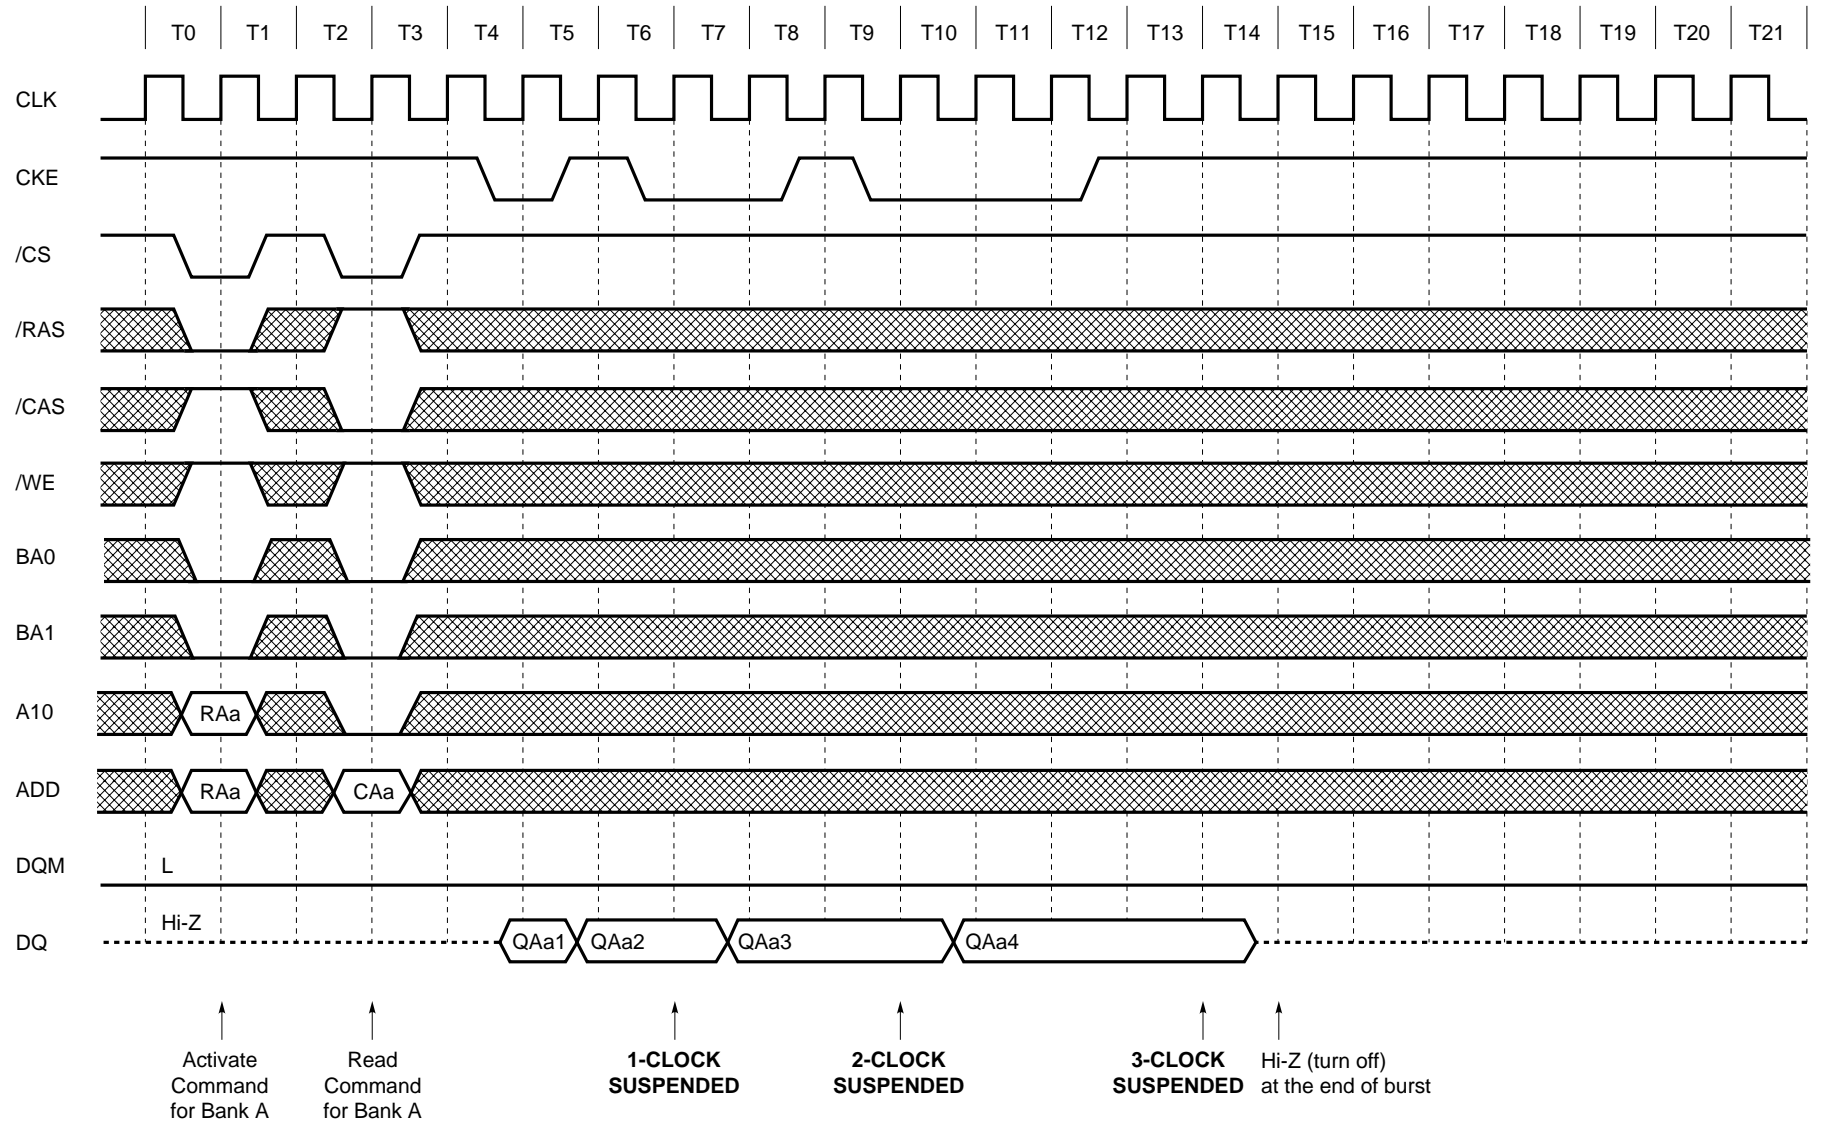 T0 T1 T2 T3 T4 T5 T6 T7 T8 T9 T10 T11 T12 T13 T14 T15 T16 T17 T18 T19 T20 T21
CLK
CKE
/CS
/RAS
/CAS
/WE
BA0
BA1
A10 RAa
ADD RAa CAa
DQM L
Hi-Z
DQ QAa1 QAa2 QAa3 QAa4
Activate
Command
for Bank A
Read
Command
for Bank A
1-CLOCK
SUSPENDED
2-CLOCK
SUSPENDED
3-CLOCK
SUSPENDED
Hi-Z (turn off)
at the end of burst